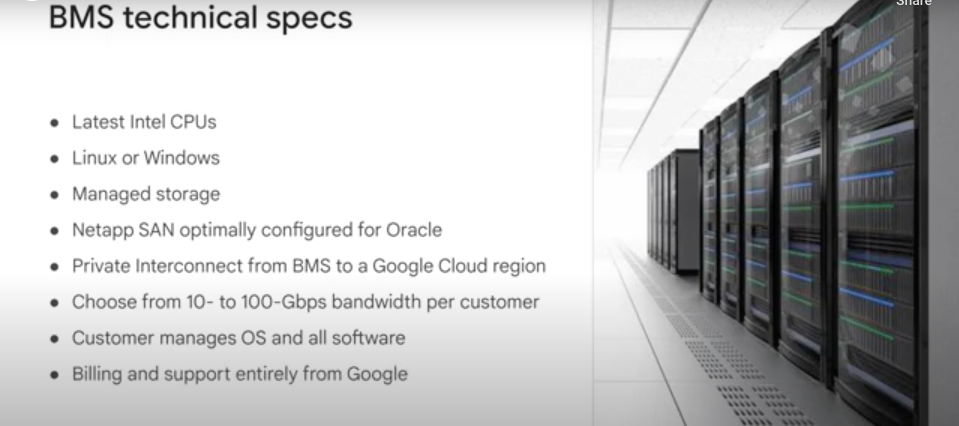 Share
BMS technical specs
● Latest Intel CPUs
● Linux or Windows
● Managed storage
● Netapp SAN optimally configured for Oracle
● Private Interconnect from BMS to a Google Cloud region
● Choose from 10- to 100-Gbps bandwidth per customer
● Customer manages OS and all software
● Billing and support entirely from Google